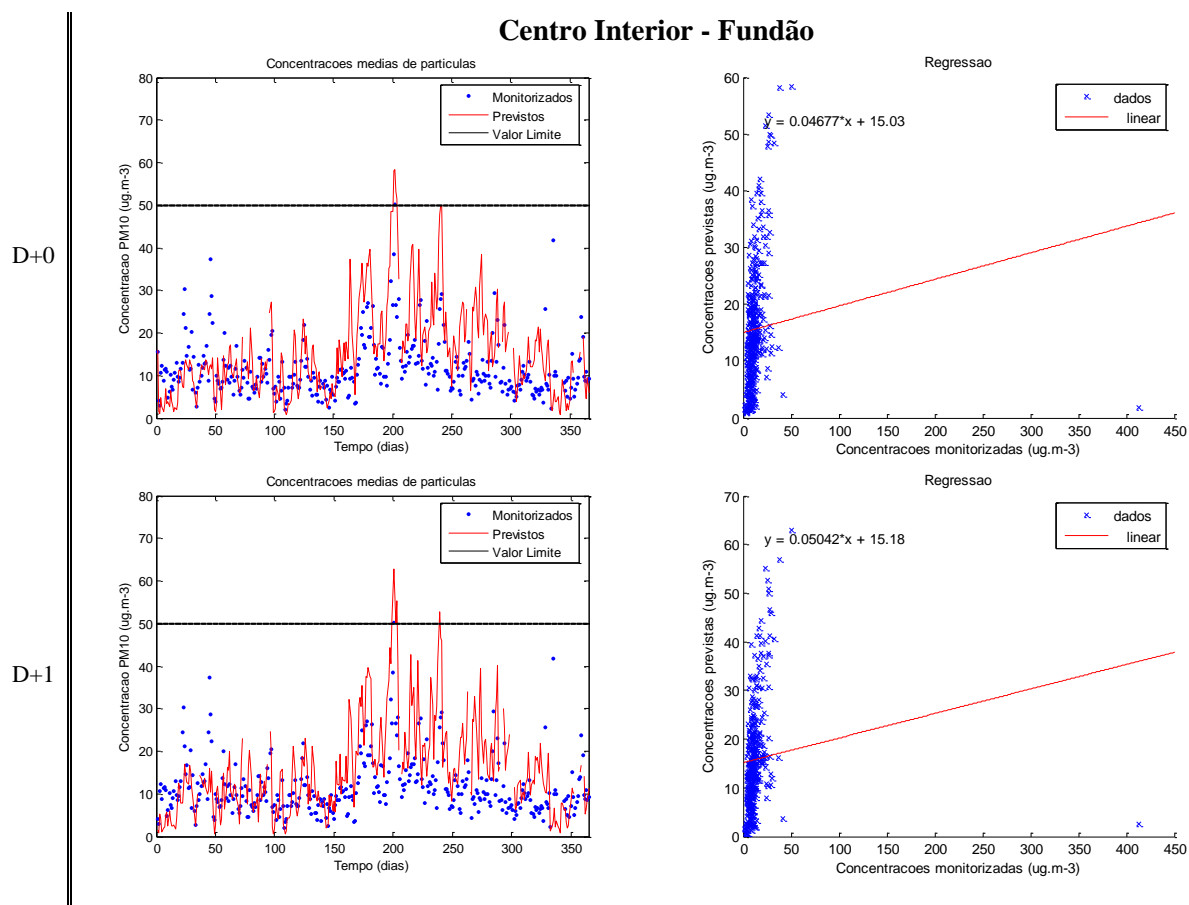 Centro Interior - Fundão
D+0
Concentracoes medias de particulas
Concentracao PM10 (ug.m-3)
80
70
60
50
40
30
20
10
0
Monitorizados
Previstos
Valor Limite
0 50 100 150 200 250 300 350
Tempo (dias)
Regressao
Concentracoes previstas (ug.m-3)
60
50
40
30
20
10
0
y = 0.04677*x + 15.03
dados
linear
0 50 100 150 200 250 300 350 400 450
Concentracoes monitorizadas (ug.m-3)
D+1
Concentracoes medias de particulas
Concentracao PM10 (ug.m-3)
80
70
60
50
40
30
20
10
0
Monitorizados
Previstos
Valor Limite
0 50 100 150 200 250 300 350
Tempo (dias)
Regressao
Concentracoes previstas (ug.m-3)
70
60
50
40
30
20
10
0
y = 0.05042*x + 15.18
dados
linear
0 50 100 150 200 250 300 350 400 450
Concentracoes monitorizadas (ug.m-3)